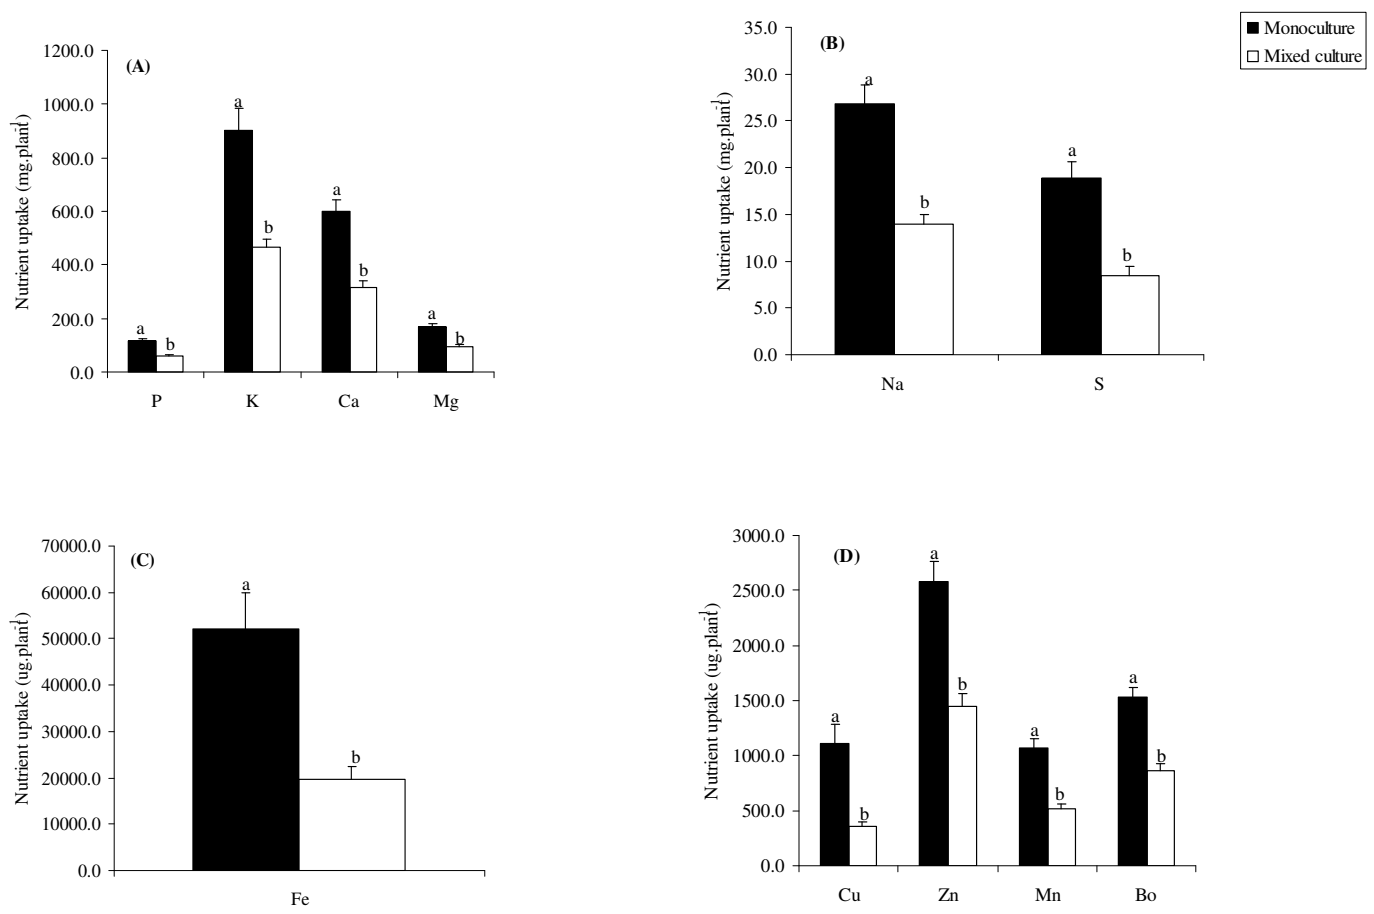 Monoculture
Mixed culture
(A)
Nutrient uptake (mg.plant-1)
1200.0
1000.0
800.0
600.0
400.0
200.0
0.0
a
b
a
b
a
b
a
b
P K Ca Mg
(B)
Nutrient uptake (mg.plant-1)
35.0
30.0
25.0
20.0
15.0
10.0
5.0
0.0
a
b
a
b
Na S
(C)
Nutrient uptake (ug.plant-1)
70000.0
60000.0
50000.0
40000.0
30000.0
20000.0
10000.0
0.0
a
b
Fe
(D)
Nutrient uptake (ug.plant-1)
3000.0
2500.0
2000.0
1500.0
1000.0
500.0
0.0
a
b
a
b
a
b
a
b
Cu Zn Mn Bo